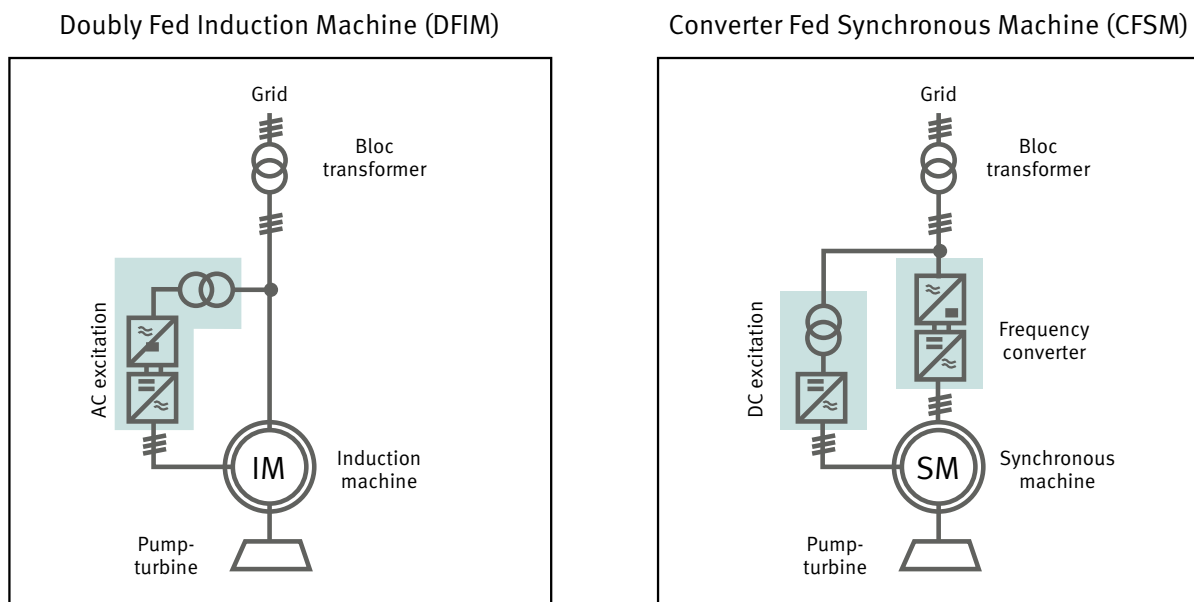 Doubly Fed Induction Machine (DFIM)
Grid
Bloc
transformer
AC excitation
IM
Induction
machine
Pump-
turbine
Converter Fed Synchronous Machine (CFSM)
Grid
Bloc
transformer
DC excitation
Frequency
converter
SM
Synchronous
machine
Pump-
turbine